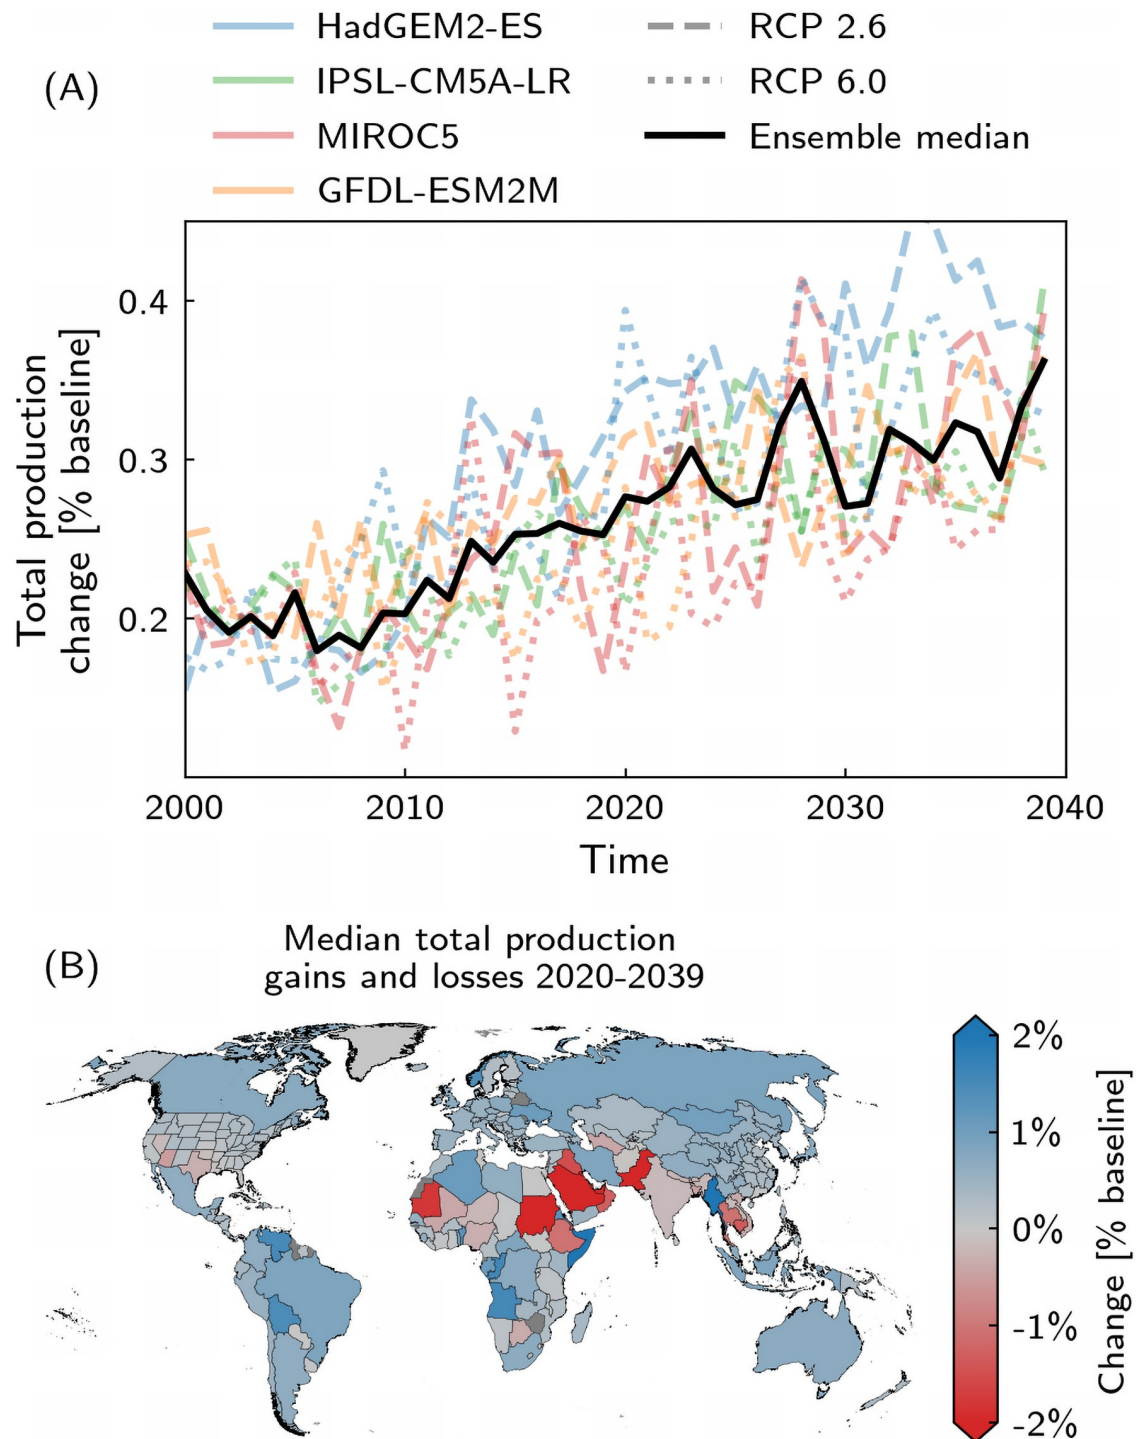 (A)
HadGEM2-ES
IPSL-CM5A-LR
MIROC5
GFDL-ESM2M
RCP 2.6
RCP 6.0
Ensemble median
Total production
change [% baseline]
0.4
0.3
0.2
2000
2010
2020
2030
2040
Time
(B)
Median total production
gains and losses 2020-2039
2%
1%
0%
-1%
-2%
Change [% baseline]